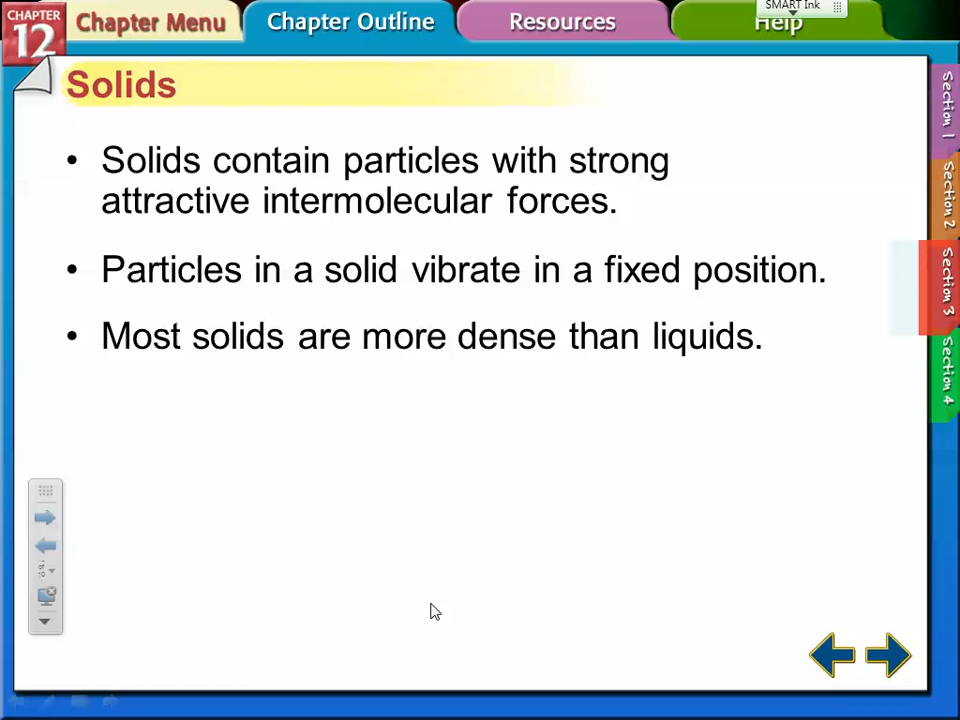 CHAPTER
12
Chapter Menu
Chapter Outline
Resources
Help
SMART Ink
Solids
• Solids contain particles with strong
attractive intermolecular forces.
• Particles in a solid vibrate in a fixed position.
• Most solids are more dense than liquids.
Section 1
Section 2
Section 3
Section 4